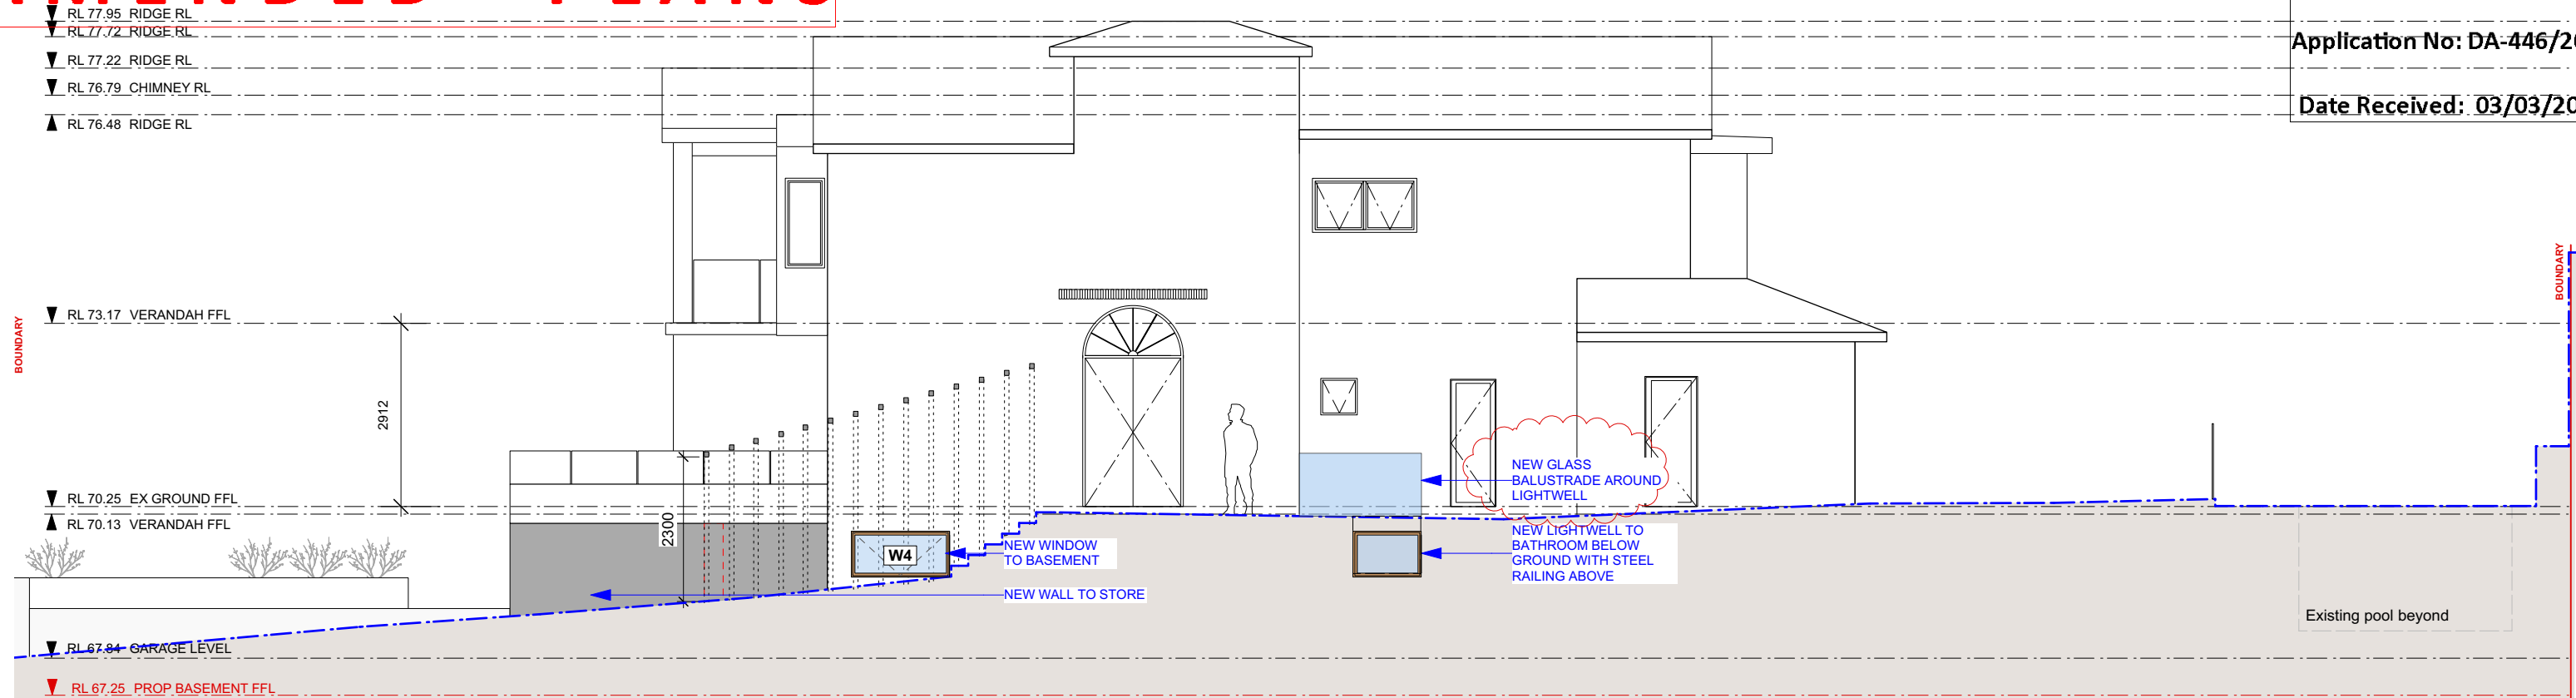 RL 77.95 RIDGE RL
RL 77.72 RIDGE RL
Application No: DA-446/20
RL 77.22 RIDGE RL
RL 76.79 CHIMNEY RL
Date Received: 03/03/20
RL 76.48 RIDGE RL
BOUNDARY
RL 73.17 VERANDAH FFL
BOUNDARY
2912
NEW GLASS
BALUSTRADE AROUND
LIGHTWELL
RL 70.25 EX GROUND FFL
RL 70.13 VERANDAH FFL
2300
W4
NEW WINDOW
TO BASEMENT
NEW LIGHTWELL TO
BATHROOM BELOW
GROUND WITH STEEL
RAILING ABOVE
NEW WALL TO STORE
Existing pool beyond
RL 67.84 GARAGE LEVEL
RL 67.25 PROP BASEMENT FFL